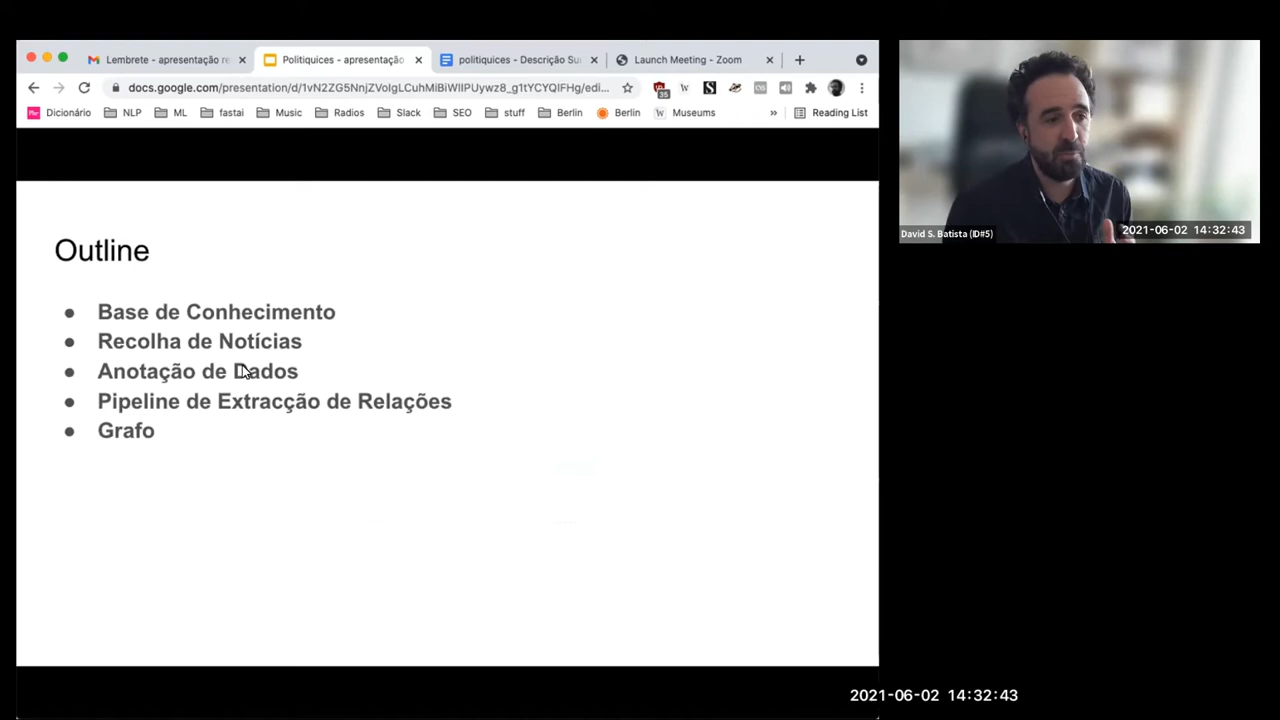 Lembrete - apresentação re
Politiquices - apresentação
politiquices - Descrição Su
Launch Meeting - Zoom
docs.google.com/presentation/d/1vN2ZG5NnjZVoIgLCuhMlBiWlIPUywz8_g1tYCYQIFHg/edi...
35
W
S
Dicionário
NLP
ML
fastai
Music
Radios
Slack
SEO
stuff
Berlin
Berlin
W Museums
»
Reading List
Outline
● Base de Conhecimento
● Recolha de Notícias
● Anotação de Dados
● Pipeline de Extracção de Relações
● Grafo
David S. Batista (ID#5)
2021-06-02 14:32:43
2021-06-02 14:32:43